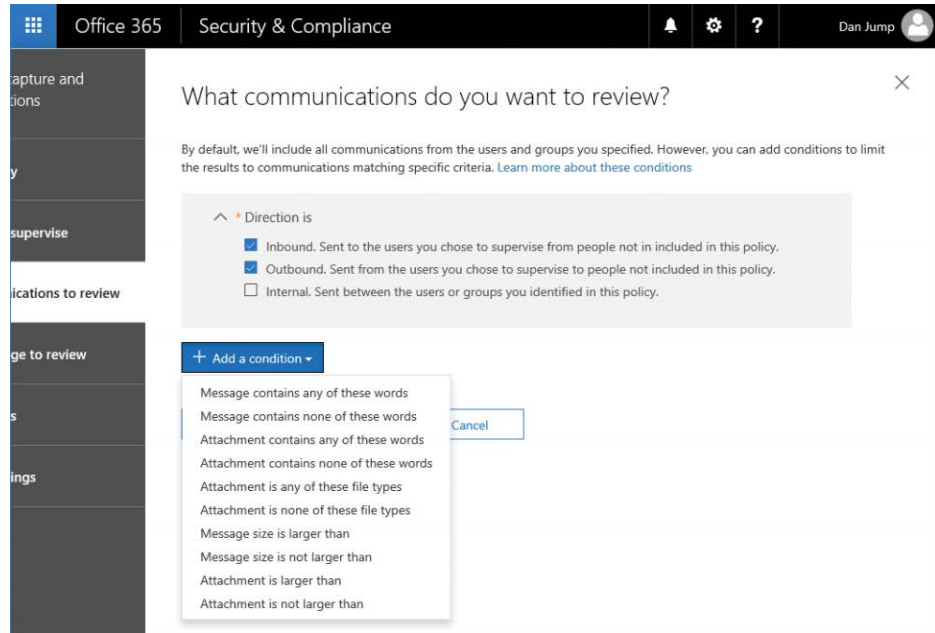 Office 365
Security & Compliance
?
Dan Jump
apture and
tions
y
supervise
ications to review
ge to review
s
ings
What communications do you want to review?
By default, we'll include all communications from the users and groups you specified. However, you can add conditions to limit
the results to communications matching specific criteria. Learn more about these conditions
* Direction is
Inbound. Sent to the users you chose to supervise from people not in included in this policy.
Outbound. Sent from the users you chose to supervise to people not included in this policy.
Internal. Sent between the users or groups you identified in this policy.
+ Add a condition
Message contains any of these words
Message contains none of these words
Attachment contains any of these words
Cancel
Attachment contains none of these words
Attachment is any of these file types
Attachment is none of these file types
Message size is larger than
Message size is not larger than
Attachment is larger than
Attachment is not larger than